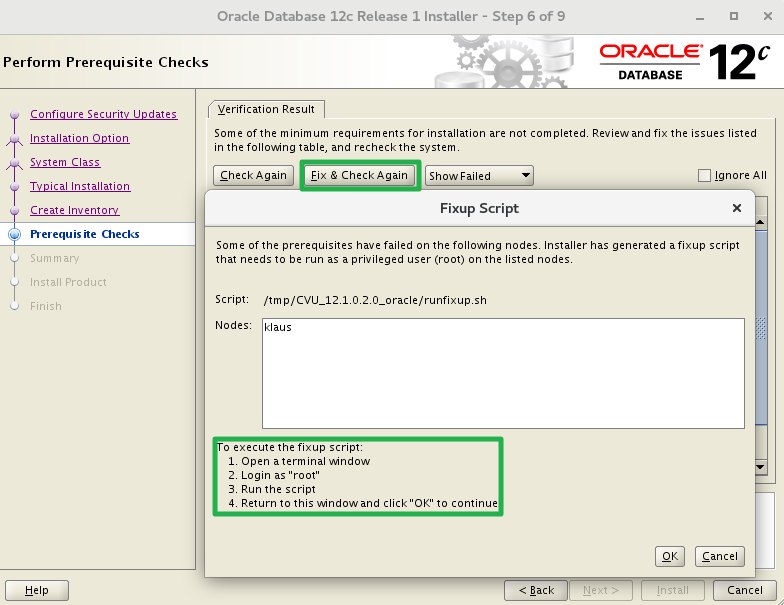 Oracle Database 12c Release 1 Installer - Step 6 of 9
Perform Prerequisite Checks
ORACLE
DATABASE
12c
Configure Security Updates
Installation Option
System Class
Typical Installation
Create Inventory
Prerequisite Checks
Summary
Install Product
Finish
Verification Result
Some of the minimum requirements for installation are not completed. Review and fix the issues listed
in the following table, and recheck the system.
Check Again
Fix & Check Again
Show Failed
Ignore All
Fixup Script
Some of the prerequisites have failed on the following nodes. Installer has generated a fixup script
that needs to be run as a privileged user (root) on the listed nodes.
Script: /tmp/CVU_12.1.0.2.0_oracle/runfixup.sh
Nodes: klaus
To execute the fixup script:
1. Open a terminal window
2. Login as "root"
3. Run the script
4. Return to this window and click "OK" to continue
OK
Cancel
Help
< Back
Next >
Install
Cancel